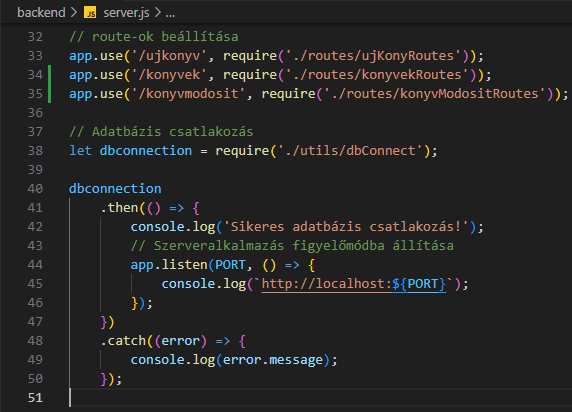 backend > JS server.js > ...
32 // route-ok beállítása
33 app.use('/ujkonyv', require('./routes/ujKonyRoutes'));
34 app.use('/konyvek', require('./routes/konyvekRoutes'));
35 app.use('/konyvmodosit', require('./routes/konyvModositRoutes'));
36
37 // Adatbázis csatlakozás
38 let dbconnection = require('./utils/dbConnect');
39
40 dbconnection
41     .then(() => {
42         console.log('Sikeres adatbázis csatlakozás!');
43         // Szerveralkalmazás figyelőmódba állítása
44         app.listen(PORT, () => {
45             console.log(`http://localhost:${PORT}`);
46         });
47     })
48     .catch((error) => {
49         console.log(error.message);
50     });
51